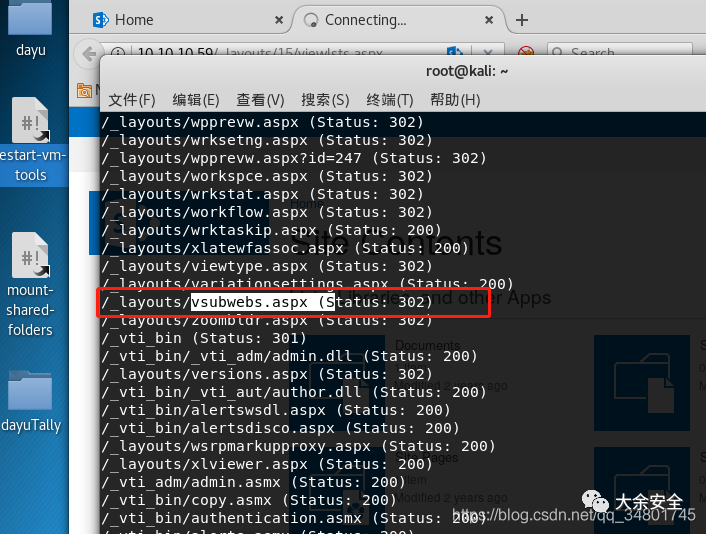 dayu
estart-vm-
tools
mount-
shared-
folders
dayuTally
Home
Connecting...
10.10.10.59/_layouts/15/viewlsts.aspx
Search
root@kali: ~
文件(F) 编辑(E) 查看(V) 搜索(S) 终端(T) 帮助(H)
/_layouts/wpprevw.aspx (Status: 302)
/_layouts/wrksetng.aspx (Status: 302)
/_layouts/wpprevw.aspx?id=247 (Status: 302)
/_layouts/workspce.aspx (Status: 302)
/_layouts/wrkstat.aspx (Status: 302)
/_layouts/workflow.aspx (Status: 302)
/_layouts/wrktaskip.aspx (Status: 200)
/_layouts/xlatewfassoc.aspx (Status: 200)
/_layouts/viewtype.aspx (Status: 302)
/_layouts/variationsettings.aspx (Status: 200)
/_layouts/vsubwebs.aspx (Status: 302)
/_layouts/zoombldr.aspx (Status: 302)
/_vti_bin (Status: 301)
/_vti_bin/_vti_adm/admin.dll (Status: 200)
/_layouts/versions.aspx (Status: 302)
/_vti_bin/_vti_aut/author.dll (Status: 200)
/_vti_bin/alertswsdl.aspx (Status: 200)
/_vti_bin/alertsdisco.aspx (Status: 200)
/_layouts/wsrpmarkupproxy.aspx (Status: 200)
/_layouts/xlviewer.aspx (Status: 200)
/_vti_adm/admin.asmx (Status: 200)
/_vti_bin/copy.asmx (Status: 200)
/_vti_bin/authentication.asmx (Status: 200)
Home
Site Contents
and other Apps
Documents
Modified 2 years ago
Site Pages
大余安全
https://blog.csdn.net/qq_34801745